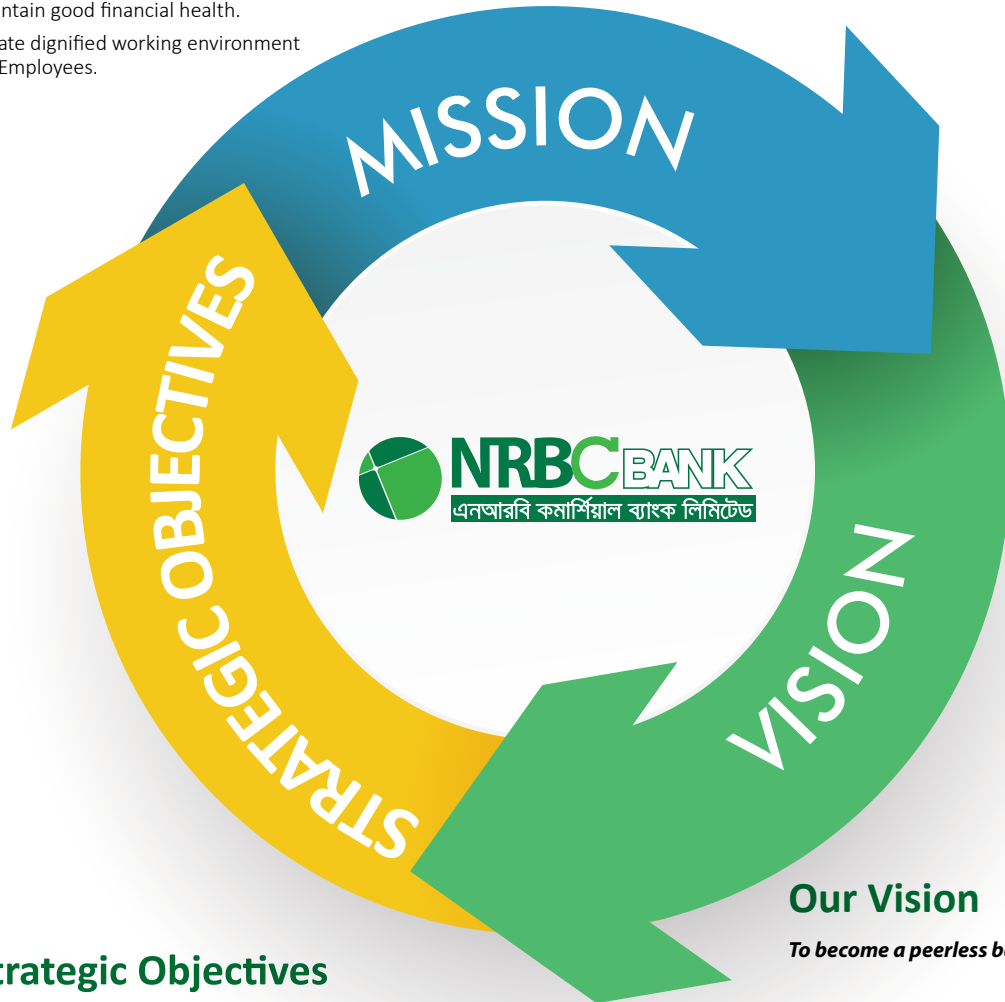 ntain good financial health.
ate dignified working environment
Employees.
MISSION
STRATEGIC OBJECTIVES
NRBC BANK
এনআরবি কমার্শিয়াল ব্যাংক লিমিটেড
VISION
Our Vision
To become a peerless b
trategic Objectives